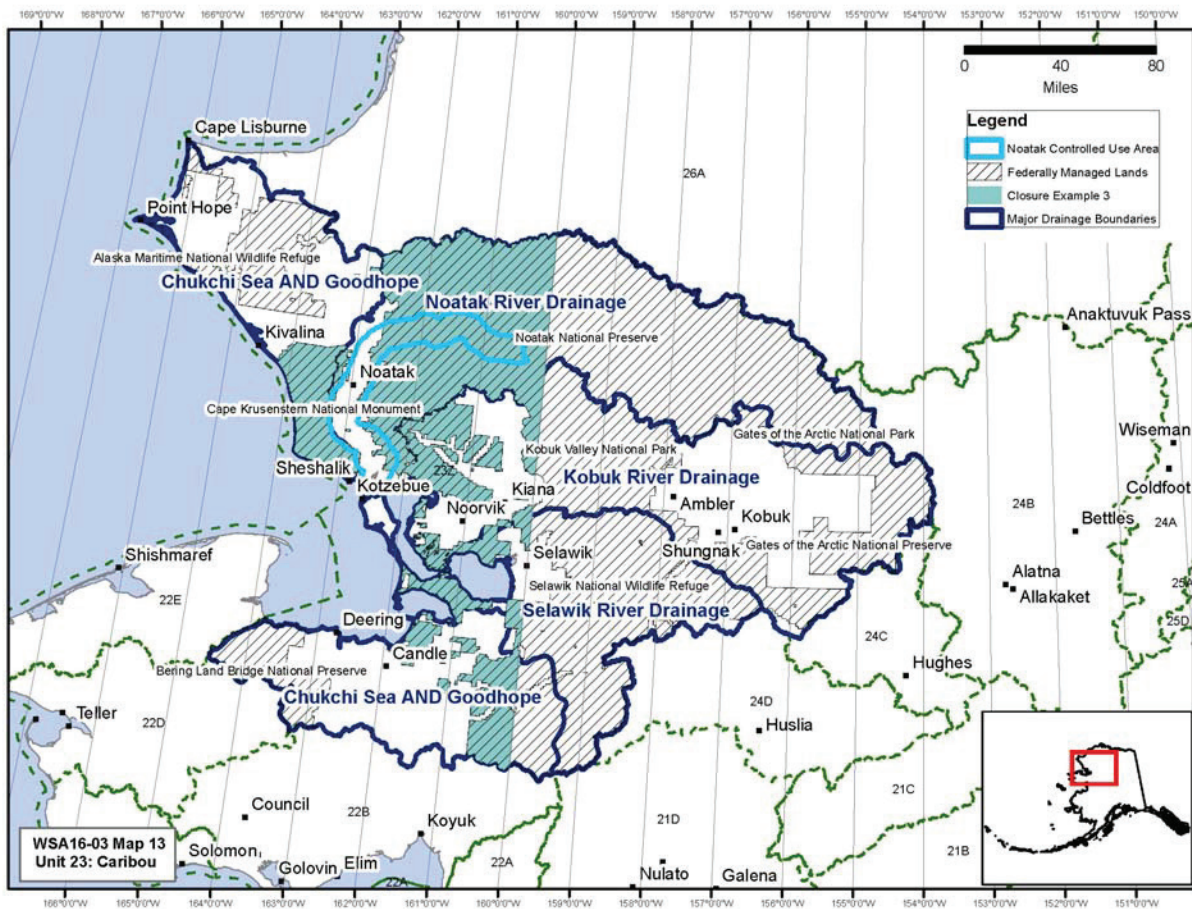 169°0'0"W 168°0'0"W 167°0'0"W 166°0'0"W 165°0'0"W 164°0'0"W 163°0'0"W 162°0'0"W 161°0'0"W 160°0'0"W 159°0'0"W 158°0'0"W 157°0'0"W 156°0'0"W 155°0'0"W 154°0'0"W 153°0'0"W 152°0'0"W 151°0'0"W 150°0'0"W
0 40 80
Miles
Legend
Noatak Controlled Use Area
Federally Managed Lands
Closure Example 3
Major Drainage Boundaries
Cape Lisburne
26A
Point Hope
Alaska Maritime National Wildlife Refuge
Chukchi Sea AND Goodhope
Noatak River Drainage
Kivalina
Noatak National Preserve
Anaktuvuk Pass
Noatak
Cape Krusenstern National Monument
Wiseman
Gates of the Arctic National Park
Kobuk Valley National Park
Sheshalik
23Z
Kobuk River Drainage
Coldfoot
Kotzebue
Kiana
Ambler
24B
24A
Noorvik
Kobuk
Bettles
Shungnak
Gates of the Arctic National Preserve
Selawik
Shishmaref
Selawik National Wildlife Refuge
Alatna
Allakaket
25A
22E
Selawik River Drainage
25D
Deering
24C
Candle
Hughes
Bering Land Bridge National Preserve
Chukchi Sea AND Goodhope
24D
Teller
22D
Huslia
21C
Council
22B
Koyuk
21D
WSA16-03 Map 13
Unit 23: Caribou
Solomon
Golovin
Elim
22A
22A
Nulato
Galena
21B
166°0'0"W 165°0'0"W 164°0'0"W 163°0'0"W 162°0'0"W 161°0'0"W 160°0'0"W 159°0'0"W 158°0'0"W 157°0'0"W 156°0'0"W 155°0'0"W 154°0'0"W 153°0'0"W 152°0'0"W